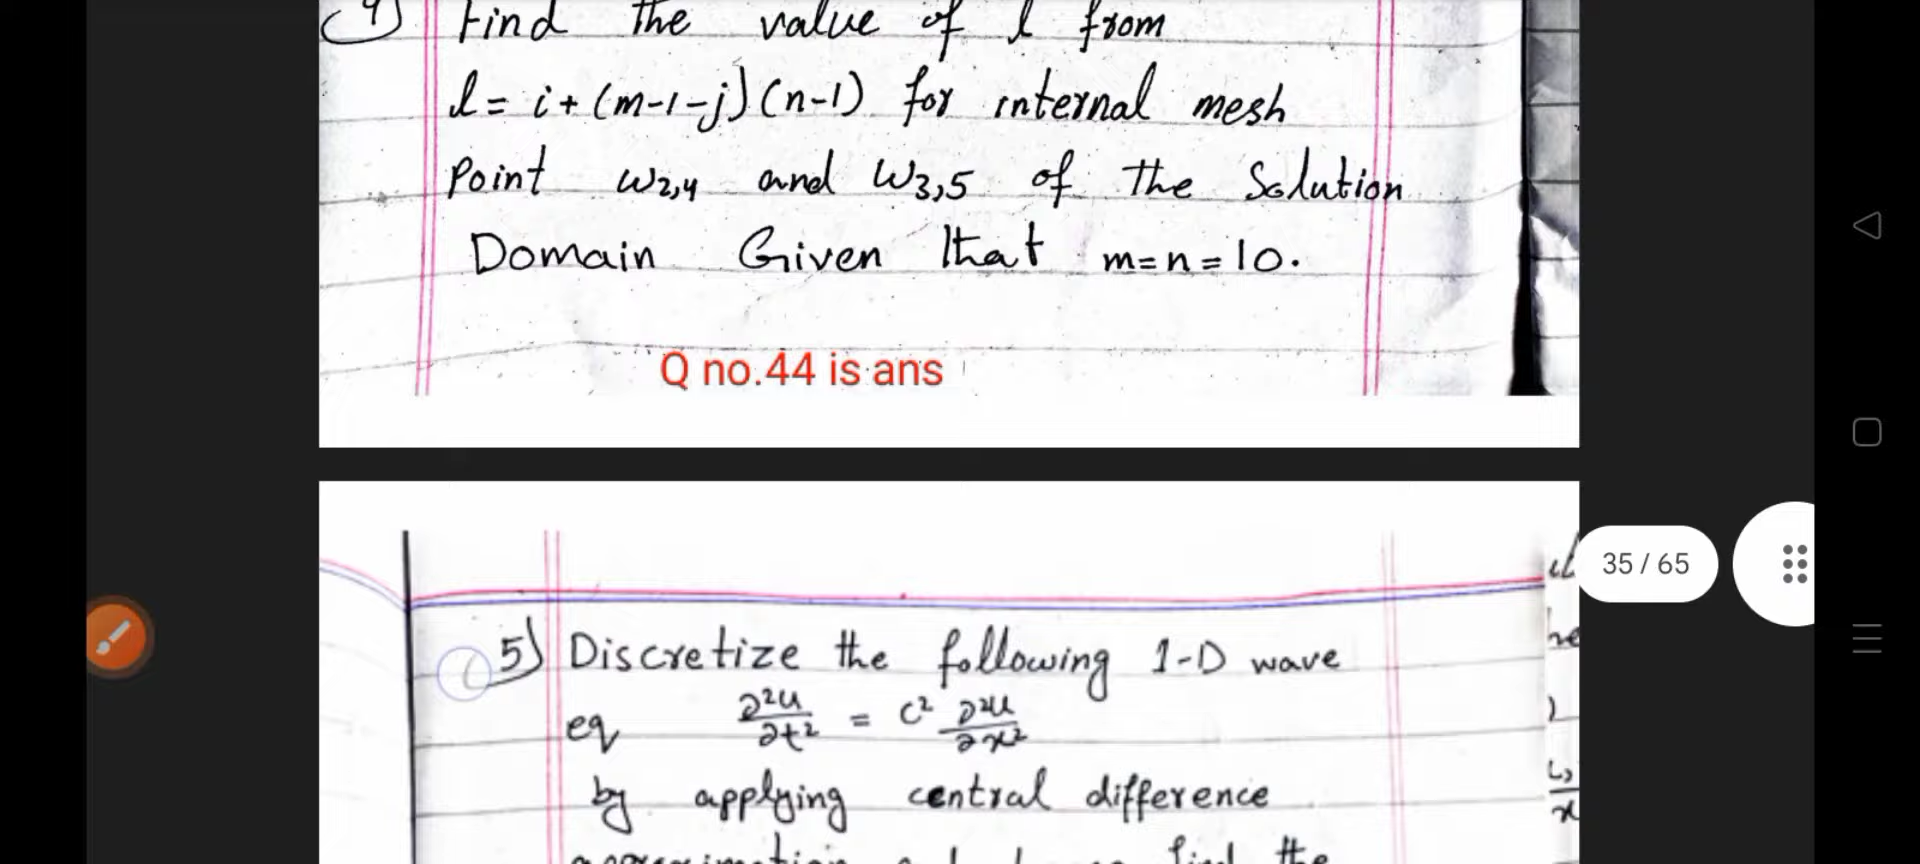 Find the value of l from
l = i + (m-1-j)(n-1) for internal mesh
Point w2,4 and w3,5 of the Solution
Domain Given that m=n=10.
Q no.44 is ans
35 / 65
5) Discretize the following 1-D wave
eq ∂²u/∂t² = c² ∂²u/∂x²
by applying central difference
find the